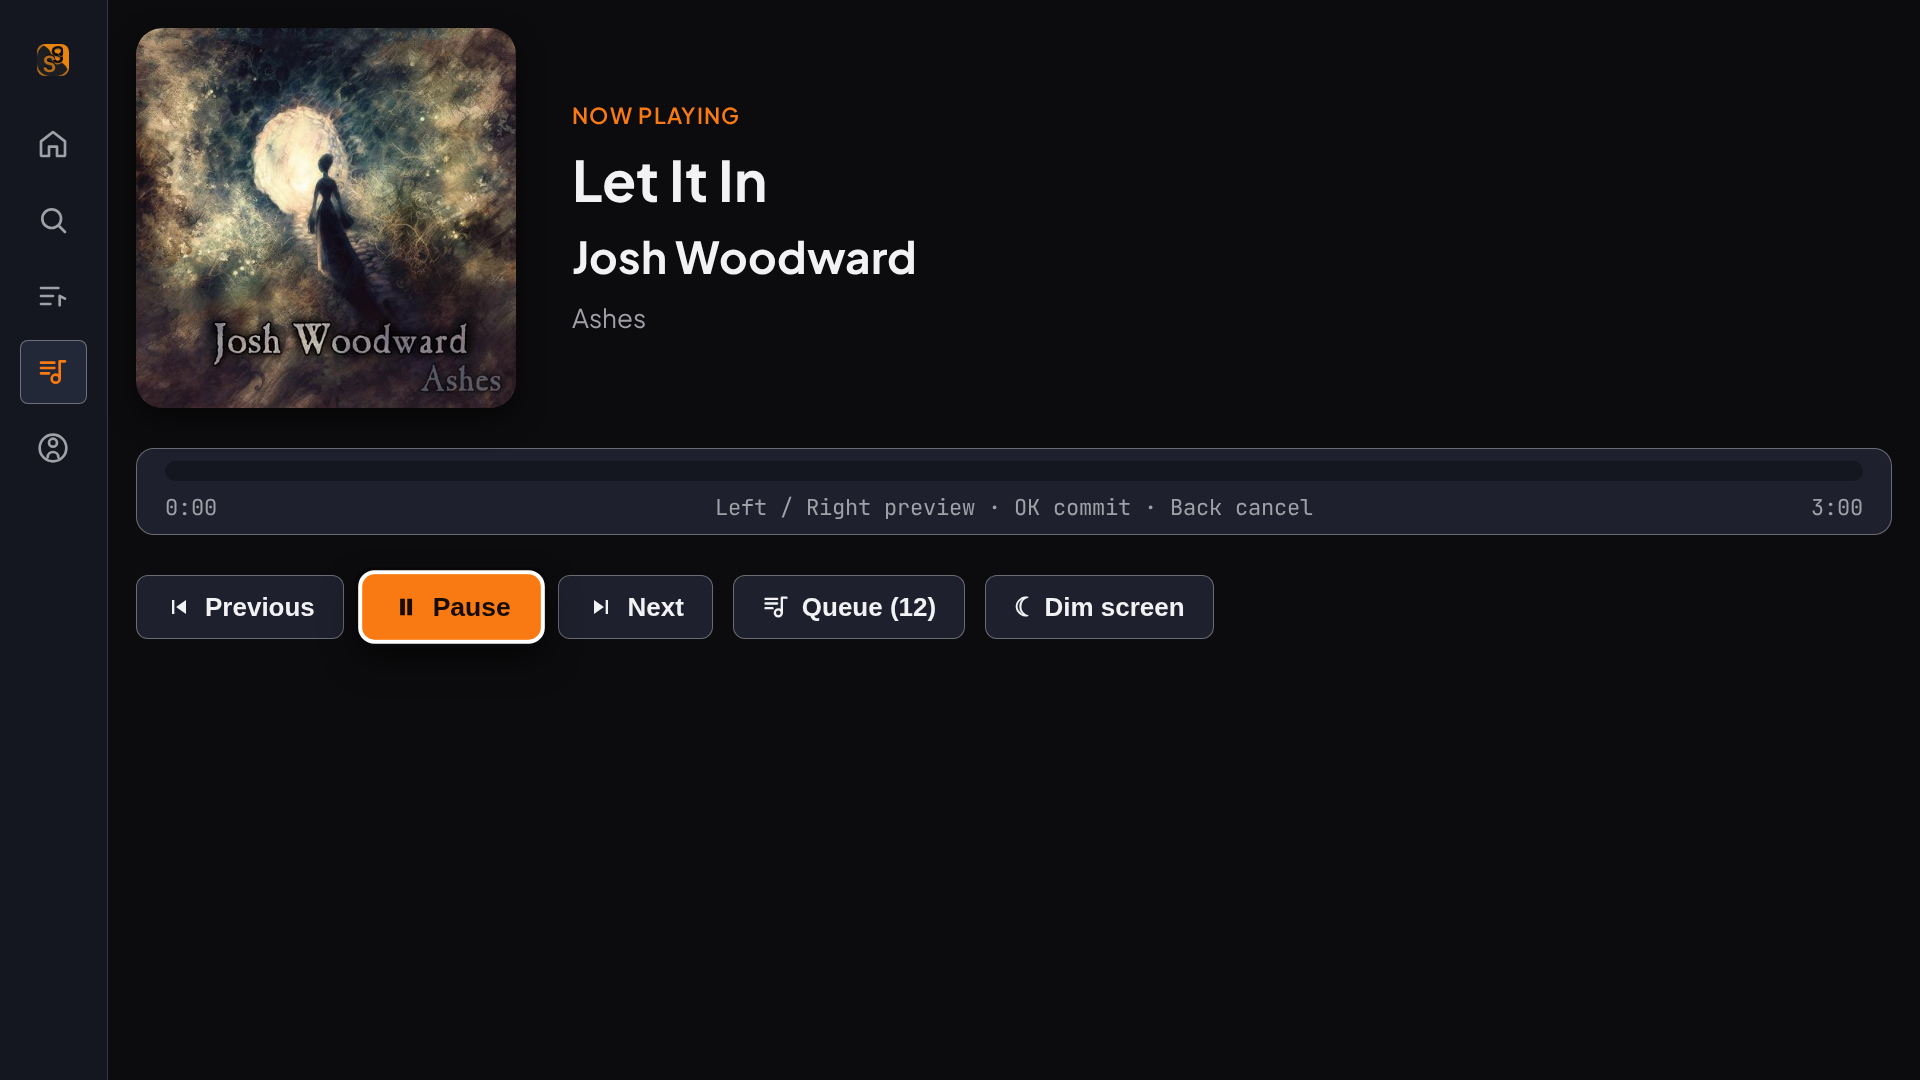 S9
Josh Woodward
Ashes
NOW PLAYING
Let It In
Josh Woodward
Ashes
0:00 Left / Right preview · OK commit · Back cancel 3:00
Previous Pause Next Queue (12) Dim screen